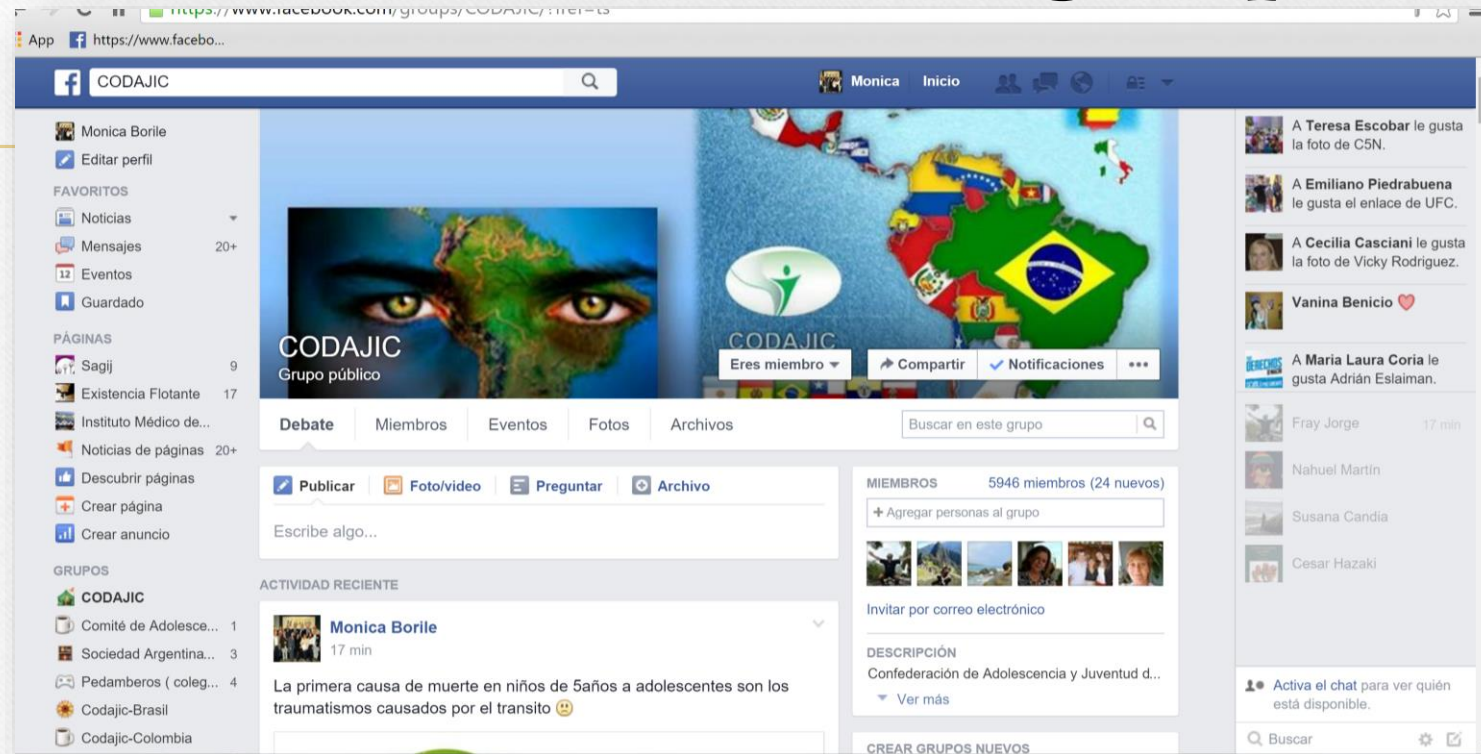 https://www.facebook.com/groups/CODAJIC/?fref=ts
App https://www.facebo...
CODAJIC
Monica Inicio
Monica Borile
Editar perfil
FAVORITOS
Noticias
Mensajes 20+
12 Eventos
Guardado
PÁGINAS
Sagij 9
Existencia Flotante 17
Instituto Médico de...
Noticias de páginas 20+
Descubrir páginas
Crear página
Crear anuncio
GRUPOS
CODAJIC
Comité de Adolesce... 1
Sociedad Argentina... 3
Pedamberos ( coleg... 4
Codajic-Brasil
Codajic-Colombia
CODAJIC
CODAJIC
Grupo público
Eres miembro
Compartir
Notificaciones
Debate Miembros Eventos Fotos Archivos
Buscar en este grupo
Publicar Foto/video Preguntar Archivo
Escribe algo...
ACTIVIDAD RECIENTE
Monica Borile
17 min
La primera causa de muerte en niños de 5años a adolescentes son los
traumatismos causados por el transito
MIEMBROS 5946 miembros (24 nuevos)
+ Agregar personas al grupo
Invitar por correo electrónico
DESCRIPCIÓN
Confederación de Adolescencia y Juventud d...
Ver más
CREAR GRUPOS NUEVOS
A Teresa Escobar le gusta
la foto de C5N.
A Emiliano Piedrabuena
le gusta el enlace de UFC.
A Cecilia Casciani le gusta
la foto de Vicky Rodriguez.
Vanina Benicio
A Maria Laura Coria le
gusta Adrián Eslaiman.
Fray Jorge 17 min
Nahuel Martín
Susana Candia
Cesar Hazaki
Activa el chat para ver quién
está disponible.
Buscar